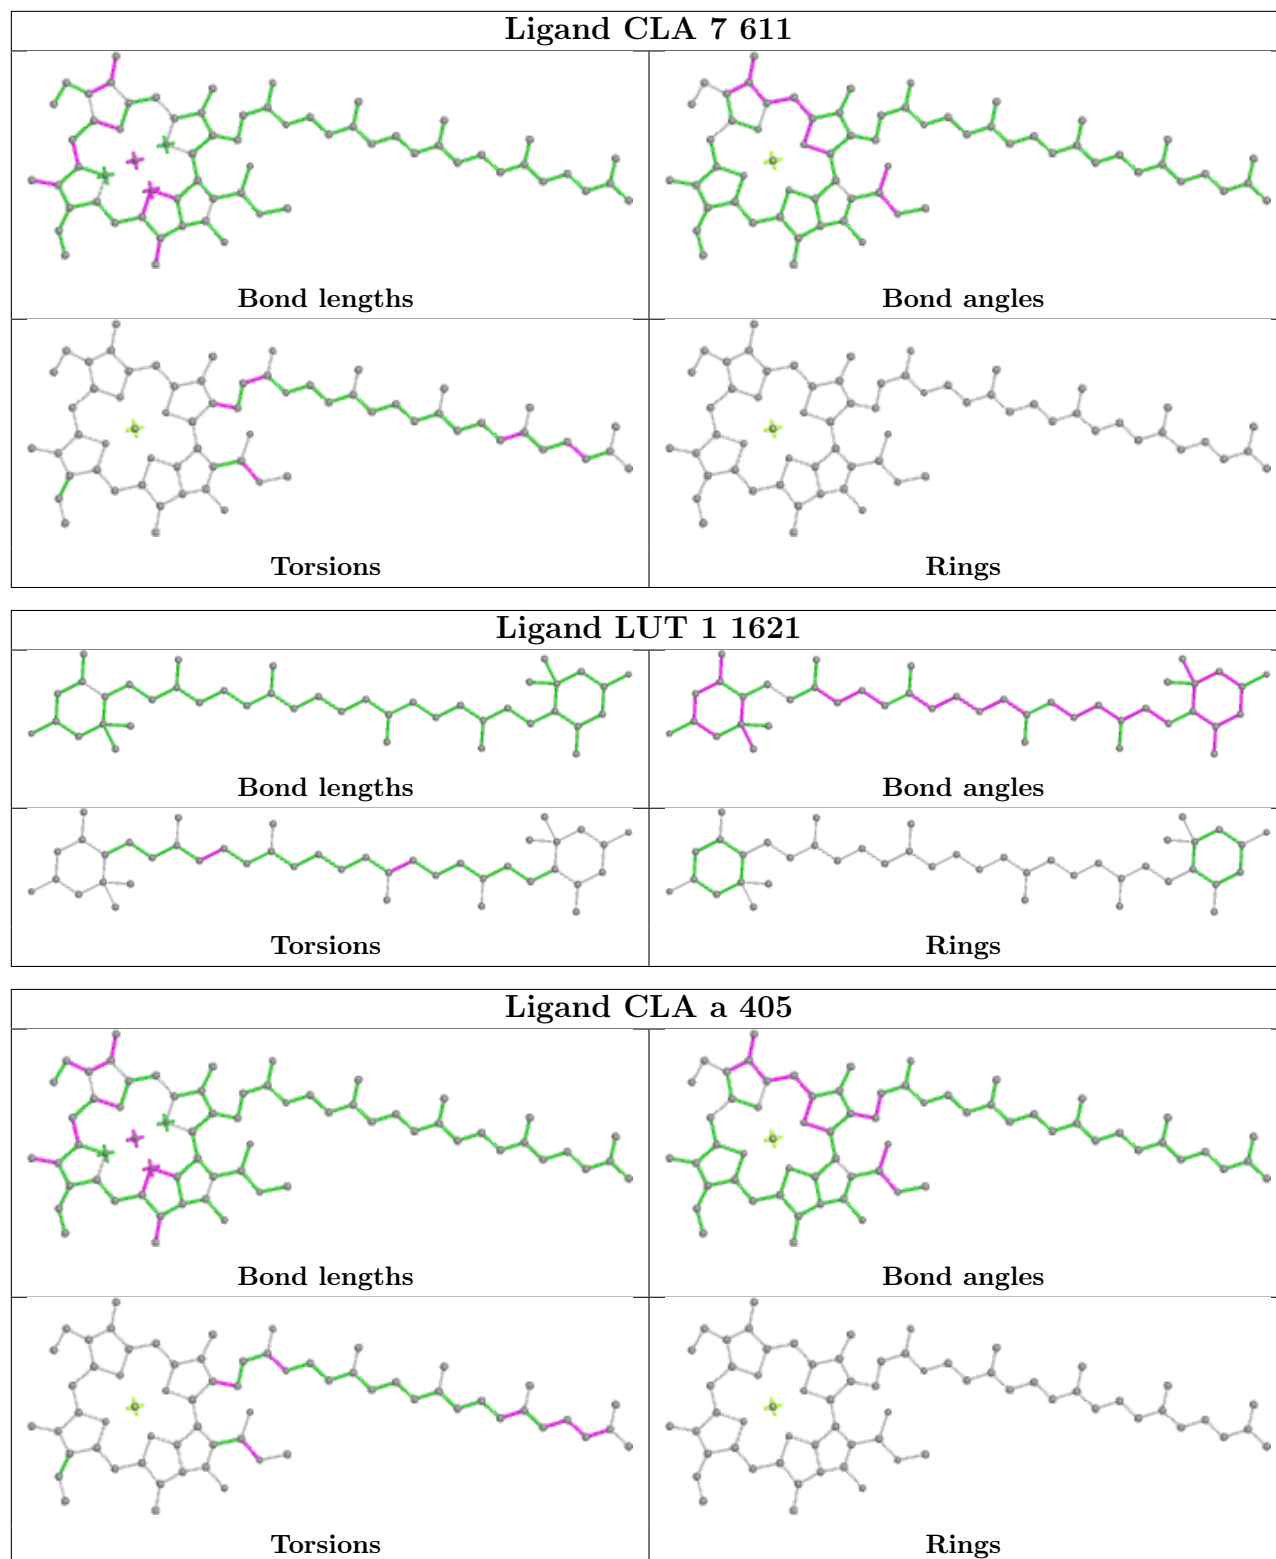 Ligand CLA 7 611
Bond lengths
Bond angles
Torsions
Rings
Ligand LUT 1 1621
Bond lengths
Bond angles
Torsions
Rings
Ligand CLA a 405
Bond lengths
Bond angles
Torsions
Rings